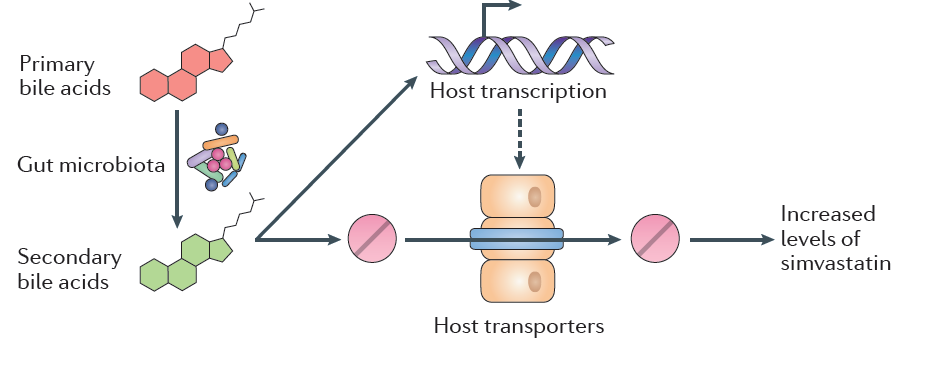 Primary
bile acids
Host transcription
Gut microbiota
Secondary
bile acids
Increased
levels of
simvastatin
Host transporters